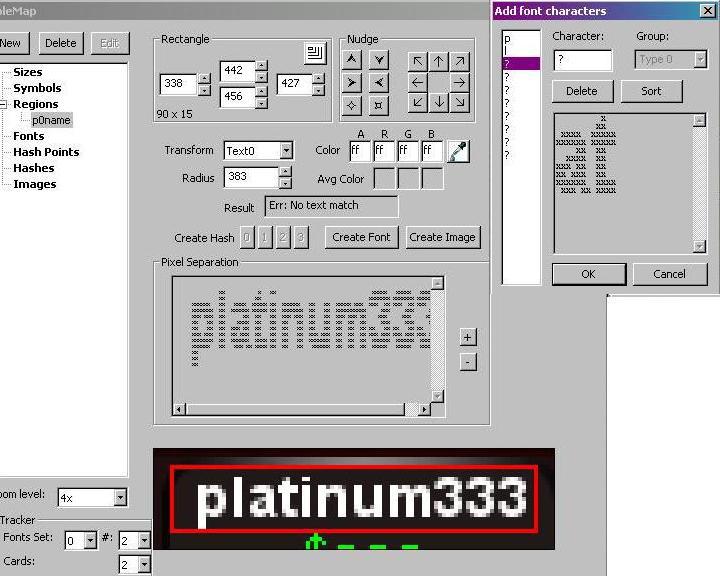 bleMap
New
Delete
Edit
Sizes
Symbols
Regions
p0name
Fonts
Hash Points
Hashes
Images
oom level:
4x
Tracker
Fonts Set:
0
#:
2
Cards:
2
Rectangle
338
442
456
427
90 x 15
Nudge
Transform
Text0
Radius
383
Color
A R G B
ff ff ff ff
Avg Color
Result
Err: No text match
Create Hash
0 1 2 3
Create Font
Create Image
Pixel Separation
+
-
platinum333
Add font characters
p
l
?
?
?
?
?
?
?
?
Character:
?
Group:
Type 0
Delete
Sort
OK
Cancel